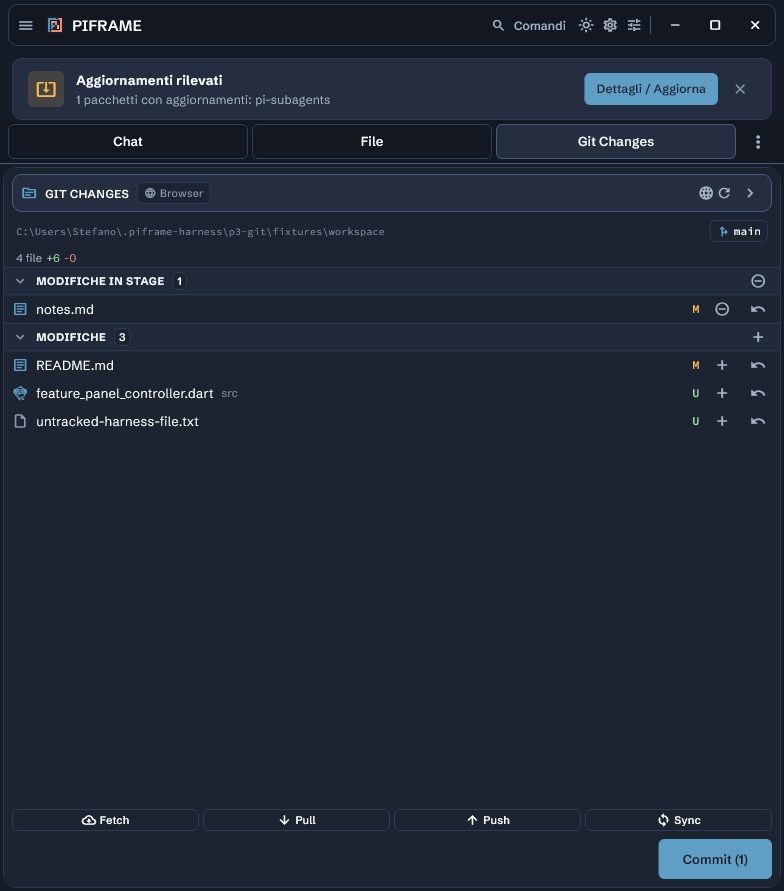 PIFRAME
Comandi
Aggiornamenti rilevati
1 pacchetti con aggiornamenti: pi-subagents
Dettagli / Aggiorna
Chat
File
Git Changes
GIT CHANGES
Browser
C:\Users\Stefano\.piframe-harness\p3-git\fixtures\workspace
main
4 file +6 -0
MODIFICHE IN STAGE 1
notes.md M
MODIFICHE 3
README.md M
feature_panel_controller.dart src U
untracked-harness-file.txt U
Fetch
Pull
Push
Sync
Commit (1)